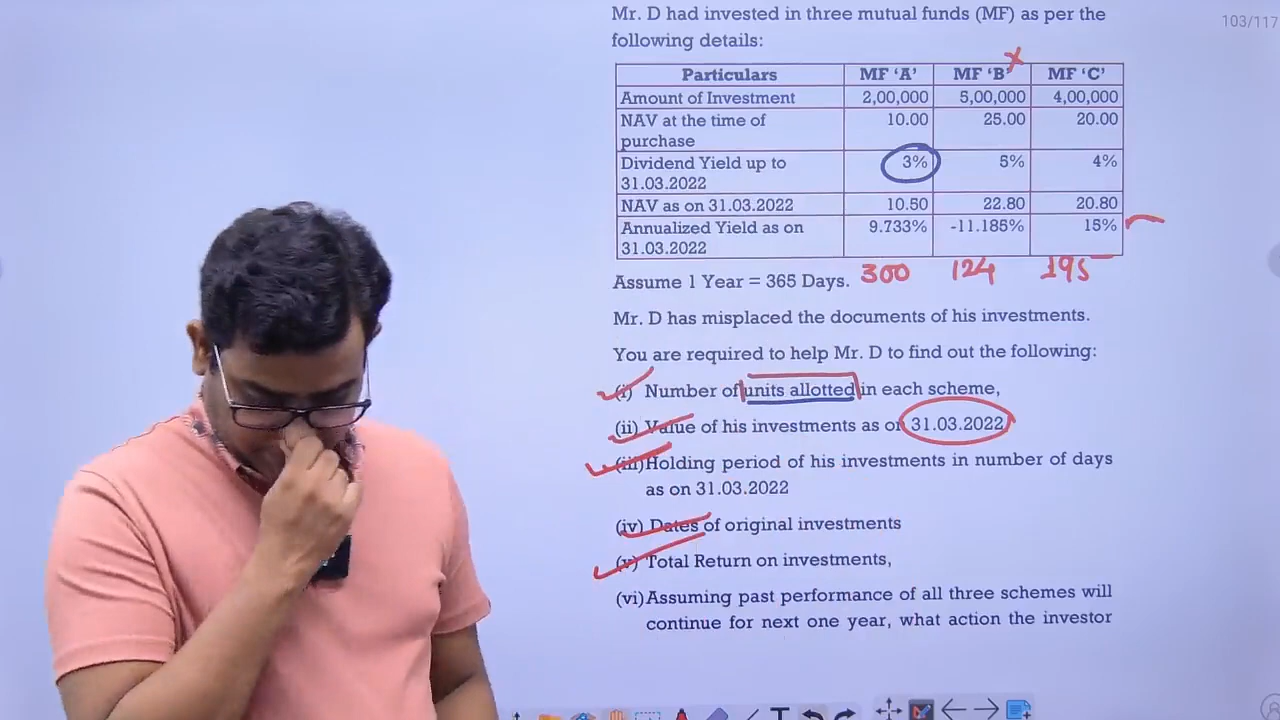 103/117
Mr. D had invested in three mutual funds (MF) as per the
following details:
Particulars MF ‘A’ MF ‘B’ MF ‘C’
Amount of Investment 2,00,000 5,00,000 4,00,000
NAV at the time of purchase 10.00 25.00 20.00
Dividend Yield up to 31.03.2022 3% 5% 4%
NAV as on 31.03.2022 10.50 22.80 20.80
Annualized Yield as on 31.03.2022 9.733% -11.185% 15%
Assume 1 Year = 365 Days. 300 124 195
Mr. D has misplaced the documents of his investments.
You are required to help Mr. D to find out the following:
(i) Number of units allotted in each scheme,
(ii) Value of his investments as on 31.03.2022
(iii) Holding period of his investments in number of days
as on 31.03.2022
(iv) Dates of original investments
(v) Total Return on investments,
(vi) Assuming past performance of all three schemes will
continue for next one year, what action the investor